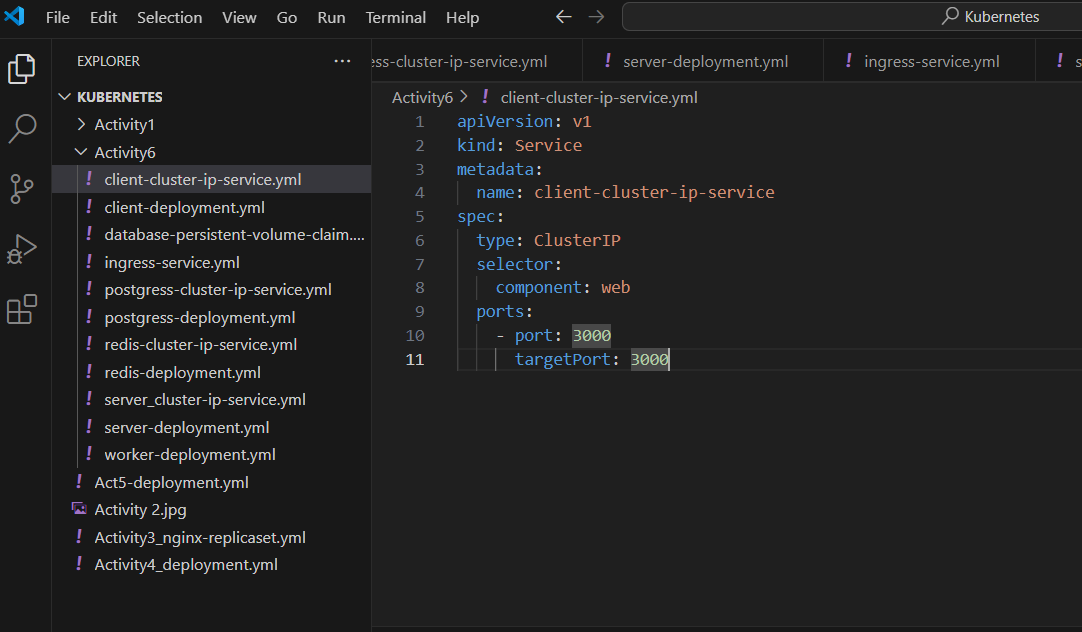 File Edit Selection View Go Run Terminal Help Kubernetes
EXPLORER ...
KUBERNETES
Activity1
Activity6
! client-cluster-ip-service.yml
! client-deployment.yml
! database-persistent-volume-claim....
! ingress-service.yml
! postgress-cluster-ip-service.yml
! postgress-deployment.yml
! redis-cluster-ip-service.yml
! redis-deployment.yml
! server_cluster-ip-service.yml
! server-deployment.yml
! worker-deployment.yml
! Act5-deployment.yml
Activity 2.jpg
! Activity3_nginx-replicaset.yml
! Activity4_deployment.yml
ess-cluster-ip-service.yml ! server-deployment.yml ! ingress-service.yml ! s
Activity6 > ! client-cluster-ip-service.yml
1 apiVersion: v1
2 kind: Service
3 metadata:
4 name: client-cluster-ip-service
5 spec:
6 type: ClusterIP
7 selector:
8 component: web
9 ports:
10 - port: 3000
11 targetPort: 3000